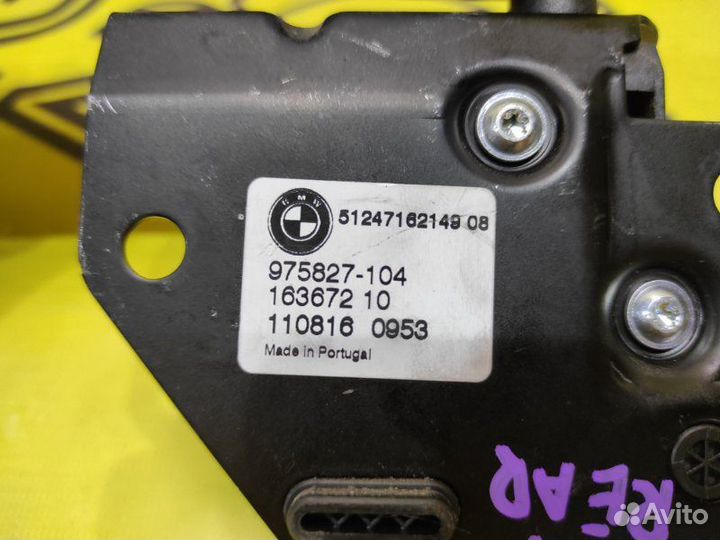 BMW
51247162149 08
975827-104
163672 10
110816 0953
Made in Portugal
REAR
Avito